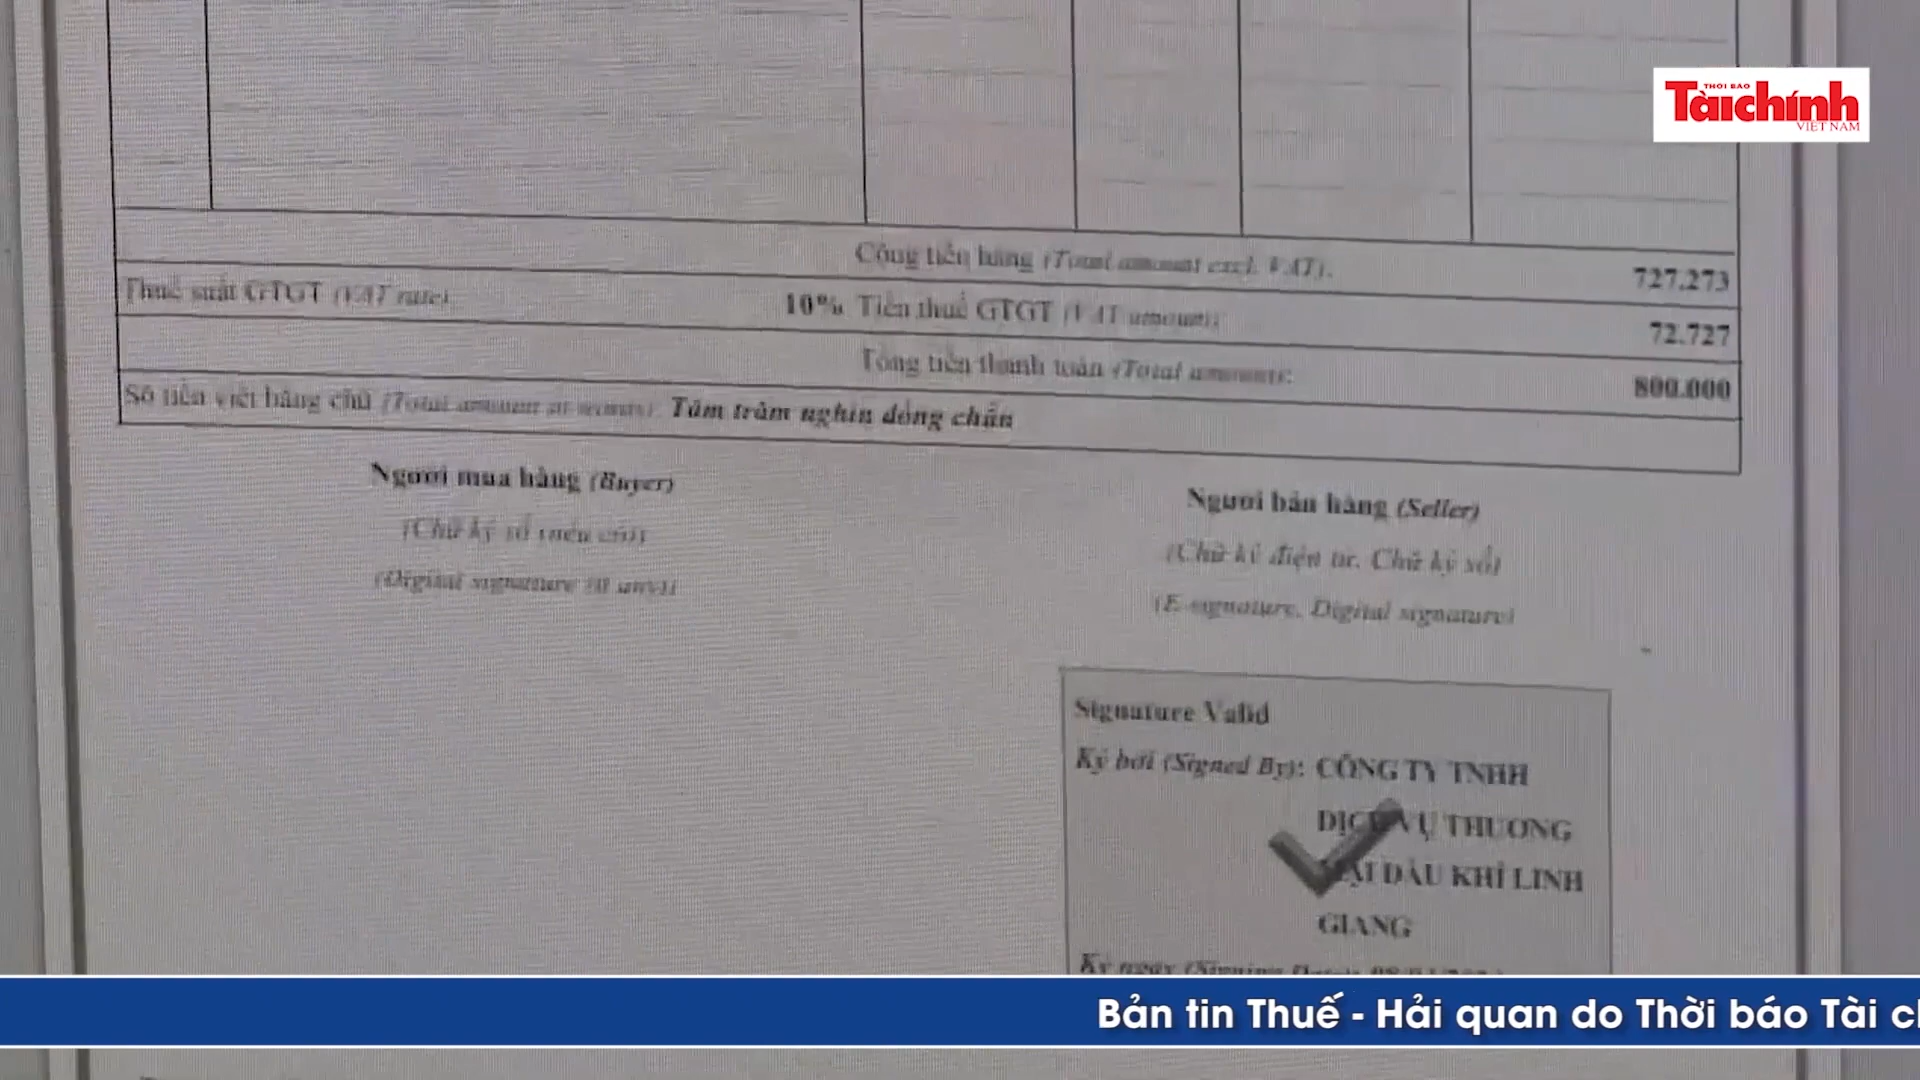 THỜI BÁO
Tàichính
VIỆT NAM
Cộng tiền hàng (Total amount excl. VAT): 727.273
Thuế suất GTGT (VAT rate) 10% Tiền thuế GTGT (VAT amount): 72.727
Tổng tiền thanh toán (Total amount): 800.000
Số tiền viết bằng chữ (Total amount in words): Tám trăm nghìn đồng chẵn
Người mua hàng (Buyer)
(Chữ ký số (nếu có))
(Digital signature (if any))
Người bán hàng (Seller)
(Chữ ký điện tử, Chữ ký số)
(E-signature, Digital signature)
Signature Valid
Ký bởi (Signed By): CÔNG TY TNHH
DỊCH VỤ THƯƠNG
MẠI DẦU KHÍ LINH
GIANG
Ký ngày (Signing Date):
Bản tin Thuế - Hải quan do Thời báo Tài ch